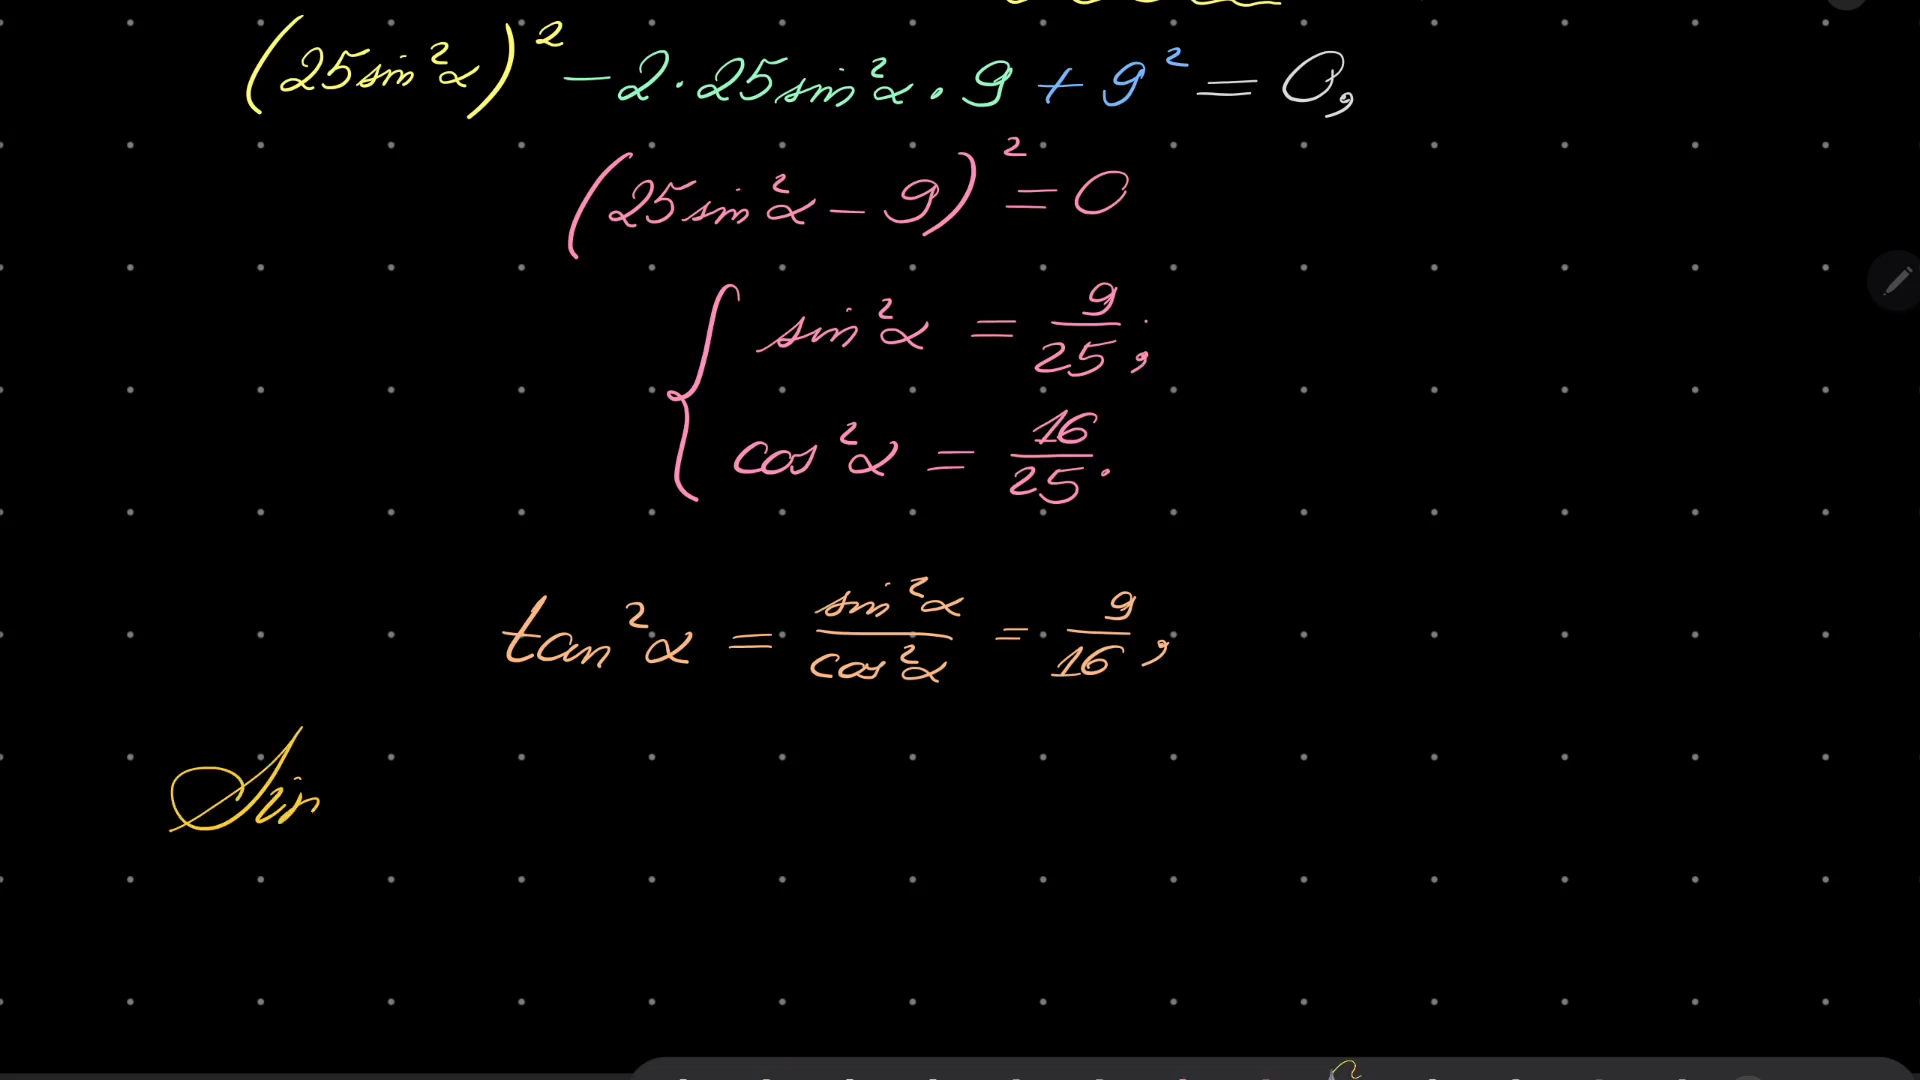 (25sin²α)² − 2·25sin²α·9 + 9² = 0,
(25sin²α − 9)² = 0
{ sin²α = 9/25;
cos²α = 16/25.
tan²α = sin²α/cos²α = 9/16,
Sin